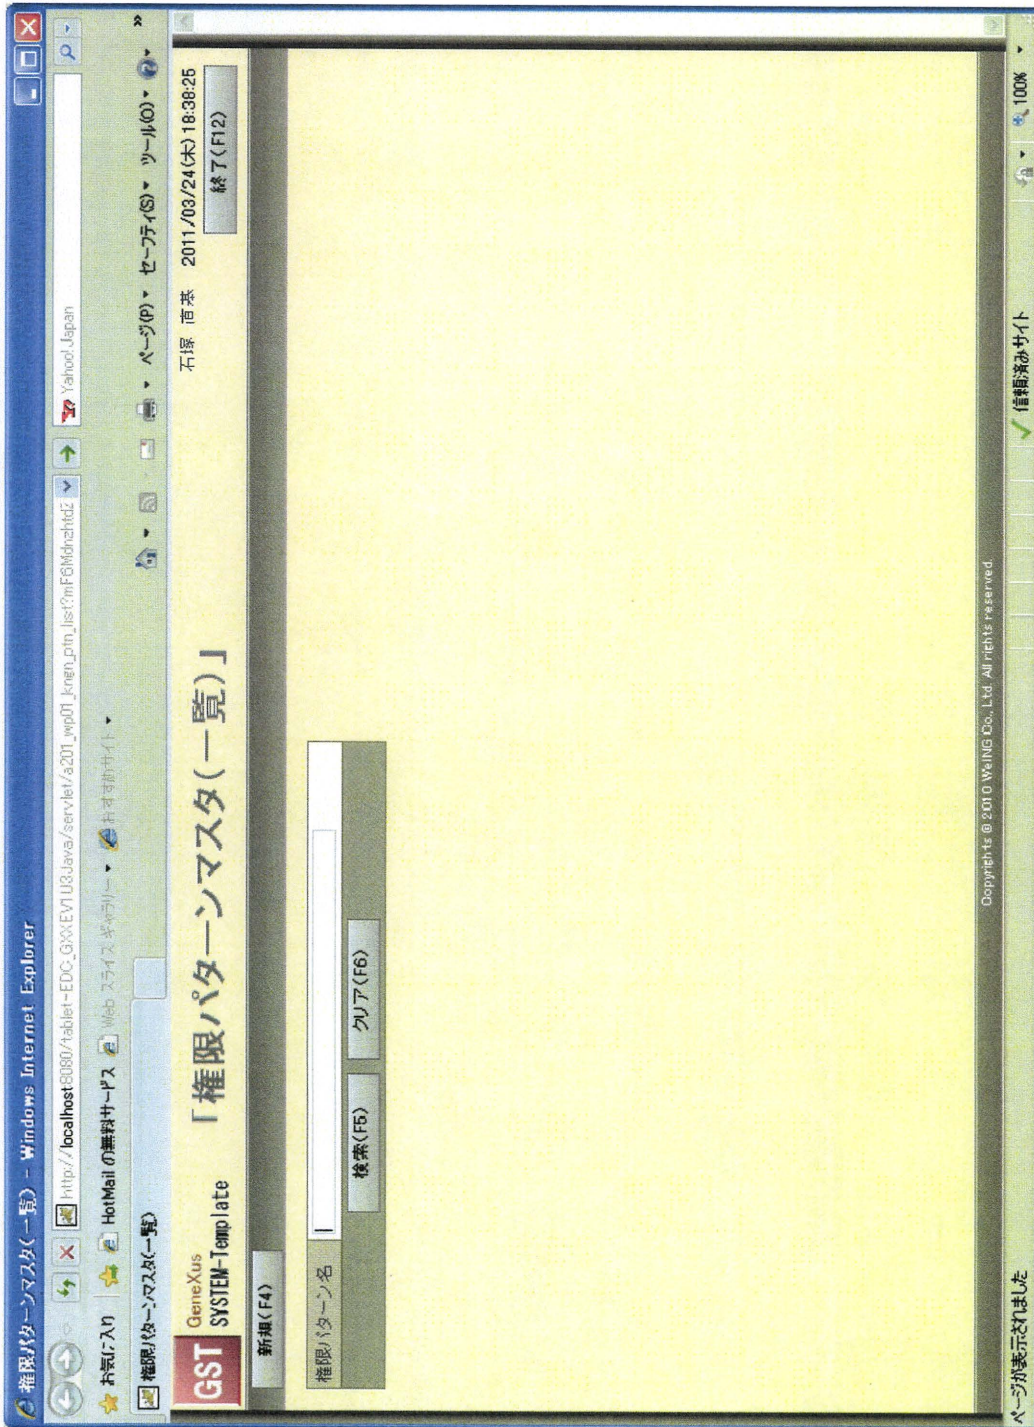 権限パターンマスタ(一覧) - Windows Internet Explorer
http://localhost:8080/tablet-EDC_GXXEV1U3Java/servlet/a201_wp01_kngn_ptn_list?mF6Mdnzhtd2
Yahoo! Japan
お気に入り
HotMail の無料サービス
Web スライス ギャラリー
おすすめサイト
権限パターンマスタ(一覧)
ページ(P) セーフティ(S) ツール(O)
GST
GeneXus
SYSTEM-Template
「権限パターンマスタ(一覧)」
石塚 直基 2011/03/24(木) 18:38:25
終了(F12)
新規(F4)
権限パターン名
検索(F5)
クリア(F6)
Copyrights @ 2010 WeING Co., Ltd. All rights reserved.
ページが表示されました
信頼済みサイト
100%